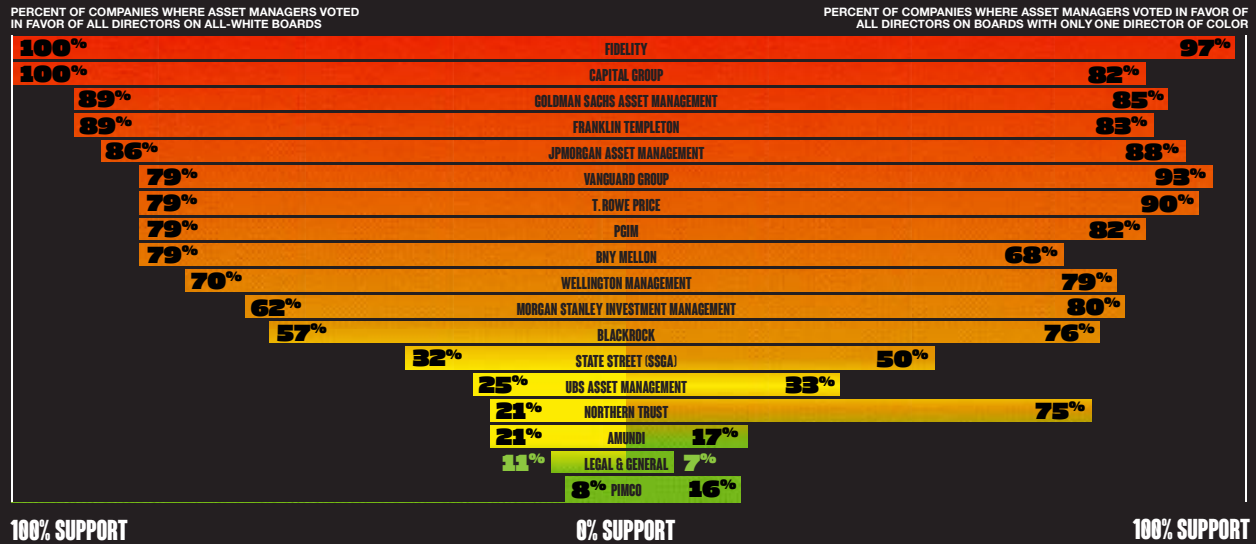 PERCENT OF COMPANIES WHERE ASSET MANAGERS VOTED
IN FAVOR OF ALL DIRECTORS ON ALL-WHITE BOARDS
PERCENT OF COMPANIES WHERE ASSET MANAGERS VOTED IN FAVOR OF
ALL DIRECTORS ON BOARDS WITH ONLY ONE DIRECTOR OF COLOR
100% FIDELITY 97%
100% CAPITAL GROUP 82%
89% GOLDMAN SACHS ASSET MANAGEMENT 85%
89% FRANKLIN TEMPLETON 83%
86% JPMORGAN ASSET MANAGEMENT 88%
79% VANGUARD GROUP 93%
79% T. ROWE PRICE 90%
79% PGIM 82%
79% BNY MELLON 68%
70% WELLINGTON MANAGEMENT 79%
62% MORGAN STANLEY INVESTMENT MANAGEMENT 80%
57% BLACKROCK 76%
32% STATE STREET (SSGA) 50%
25% UBS ASSET MANAGEMENT 33%
21% NORTHERN TRUST 75%
21% AMUNDI 17%
11% LEGAL & GENERAL 7%
8% PIMCO 16%
100% SUPPORT 0% SUPPORT 100% SUPPORT